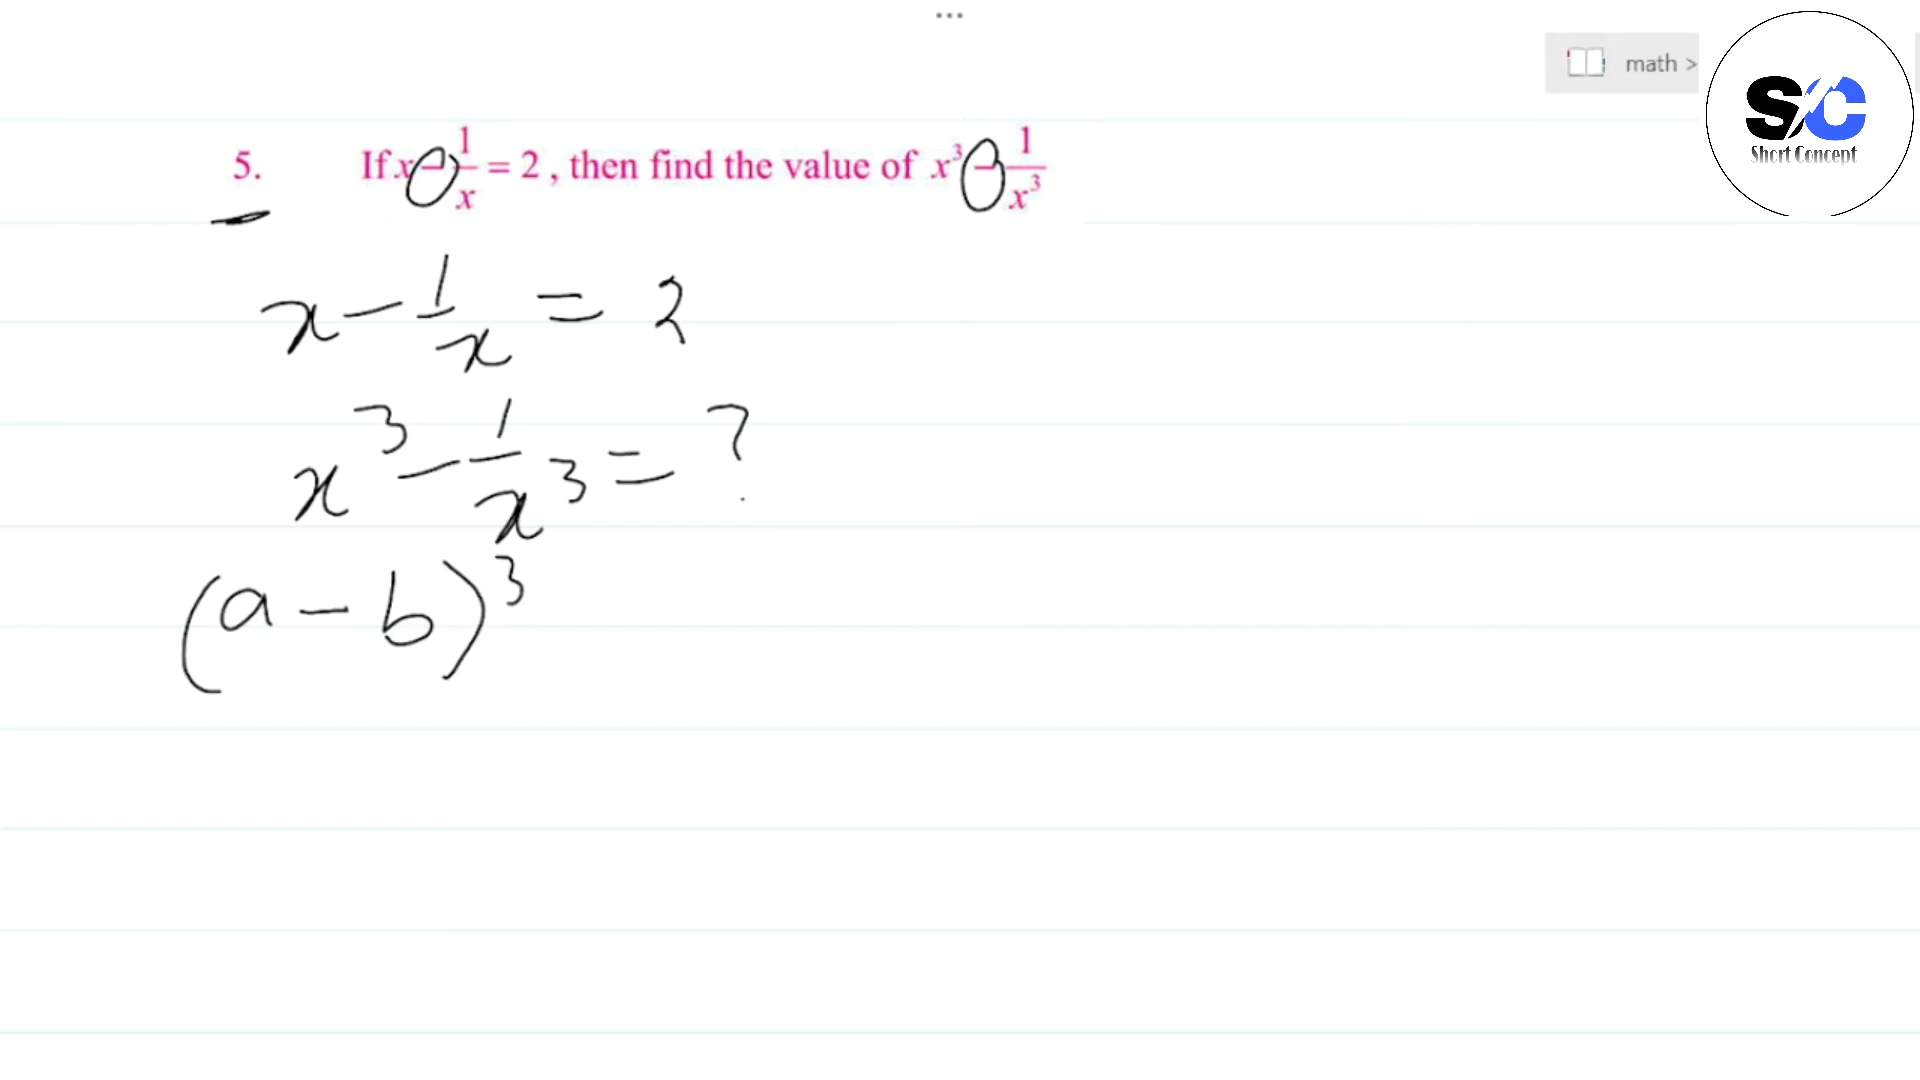 ...
math >
S/C
Short Concept
5. If x - 1/x = 2 , then find the value of x³ - 1/x³
x - 1/x = 2
x³ - 1/x³ = ?
(a - b)³